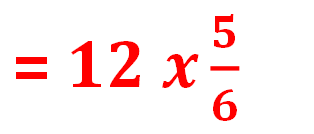 = 12 x 5/6